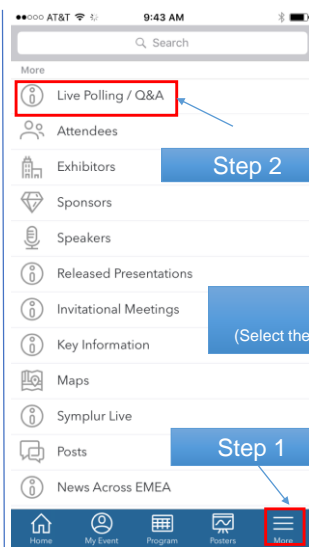 AT&T 9:43 AM
Search
More
Live Polling / Q&A
Attendees
Exhibitors
Step 2
Sponsors
Speakers
Released Presentations
Invitational Meetings
Key Information
(Select the
Maps
Symplur Live
Posts
Step 1
News Across EMEA
Home My Event Program Posters More